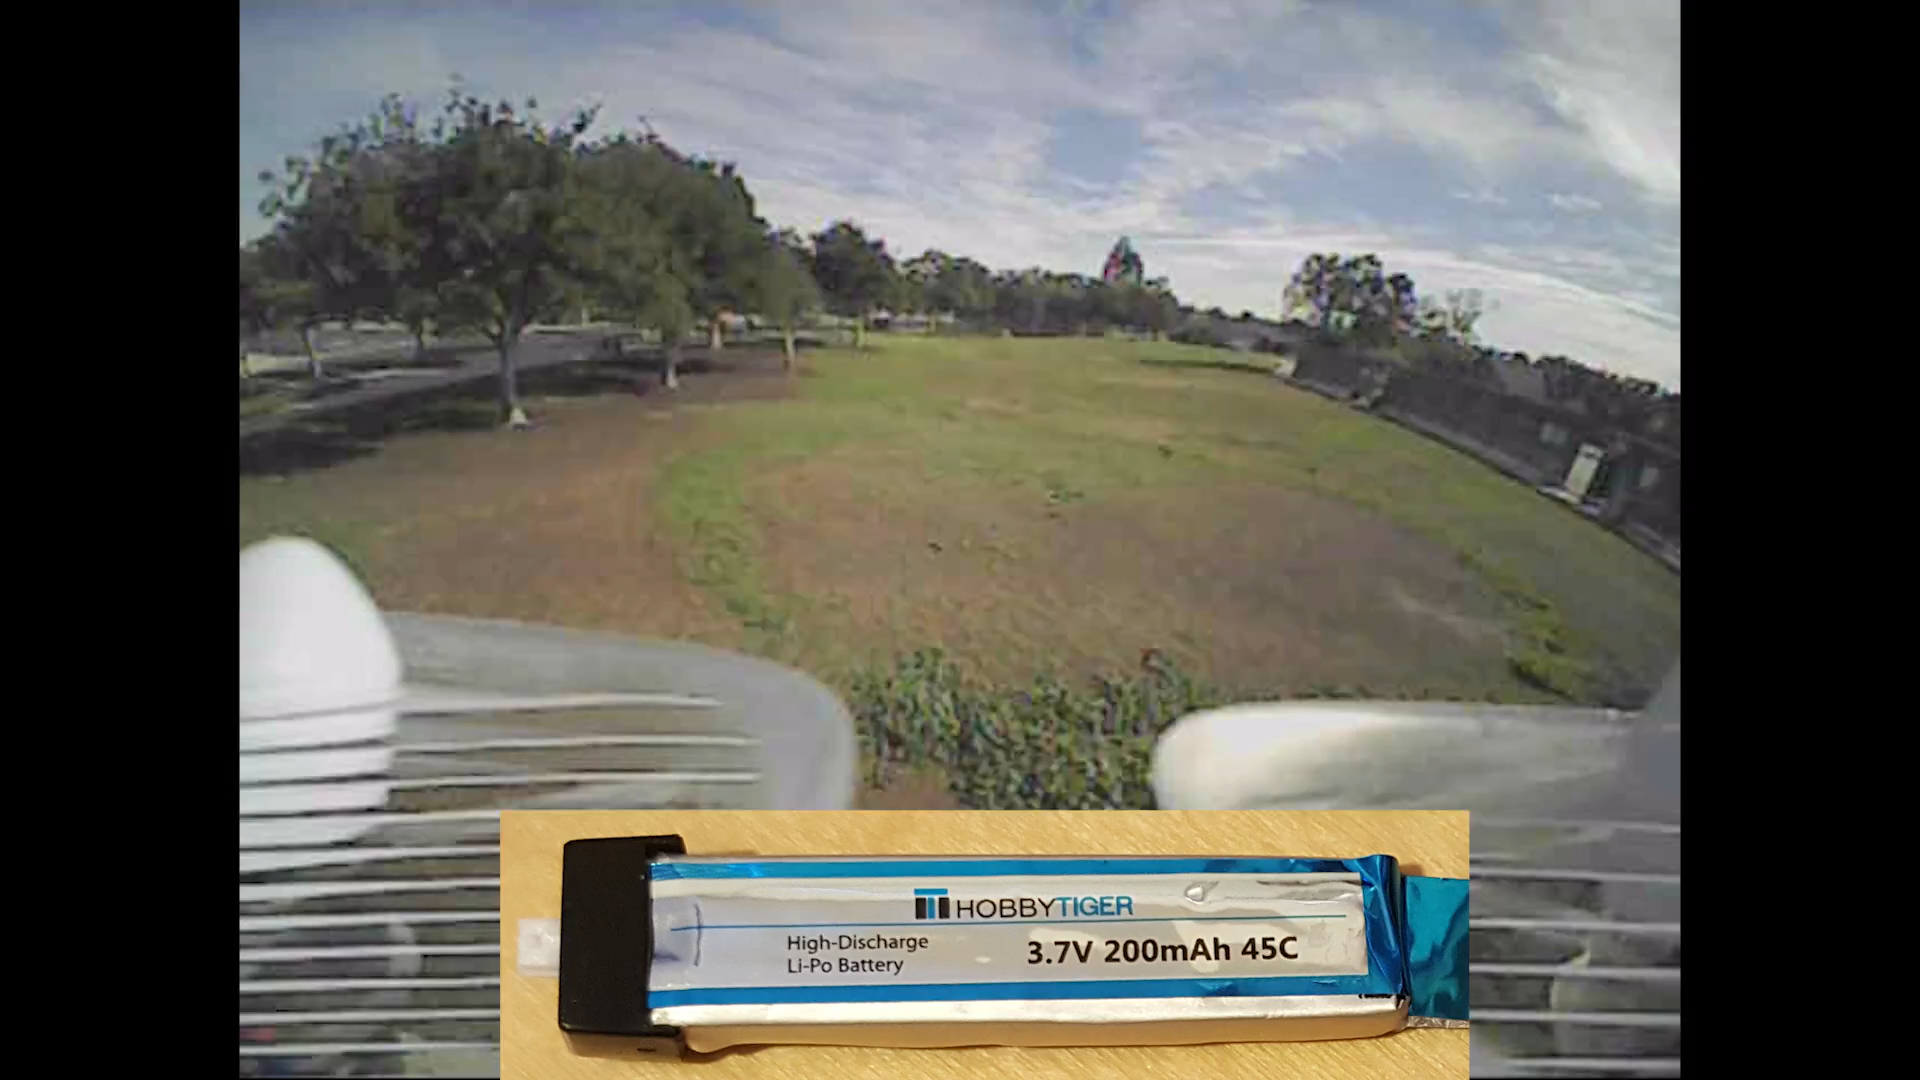 HOBBYTIGER
High-Discharge
Li-Po Battery
3.7V 200mAh 45C